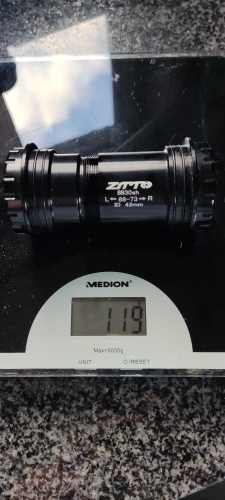 ZTTO
BB30sh
L⟵68-73⟶R
ID 42mm
MEDION
119
Max=5000g
UNIT
O/RESET